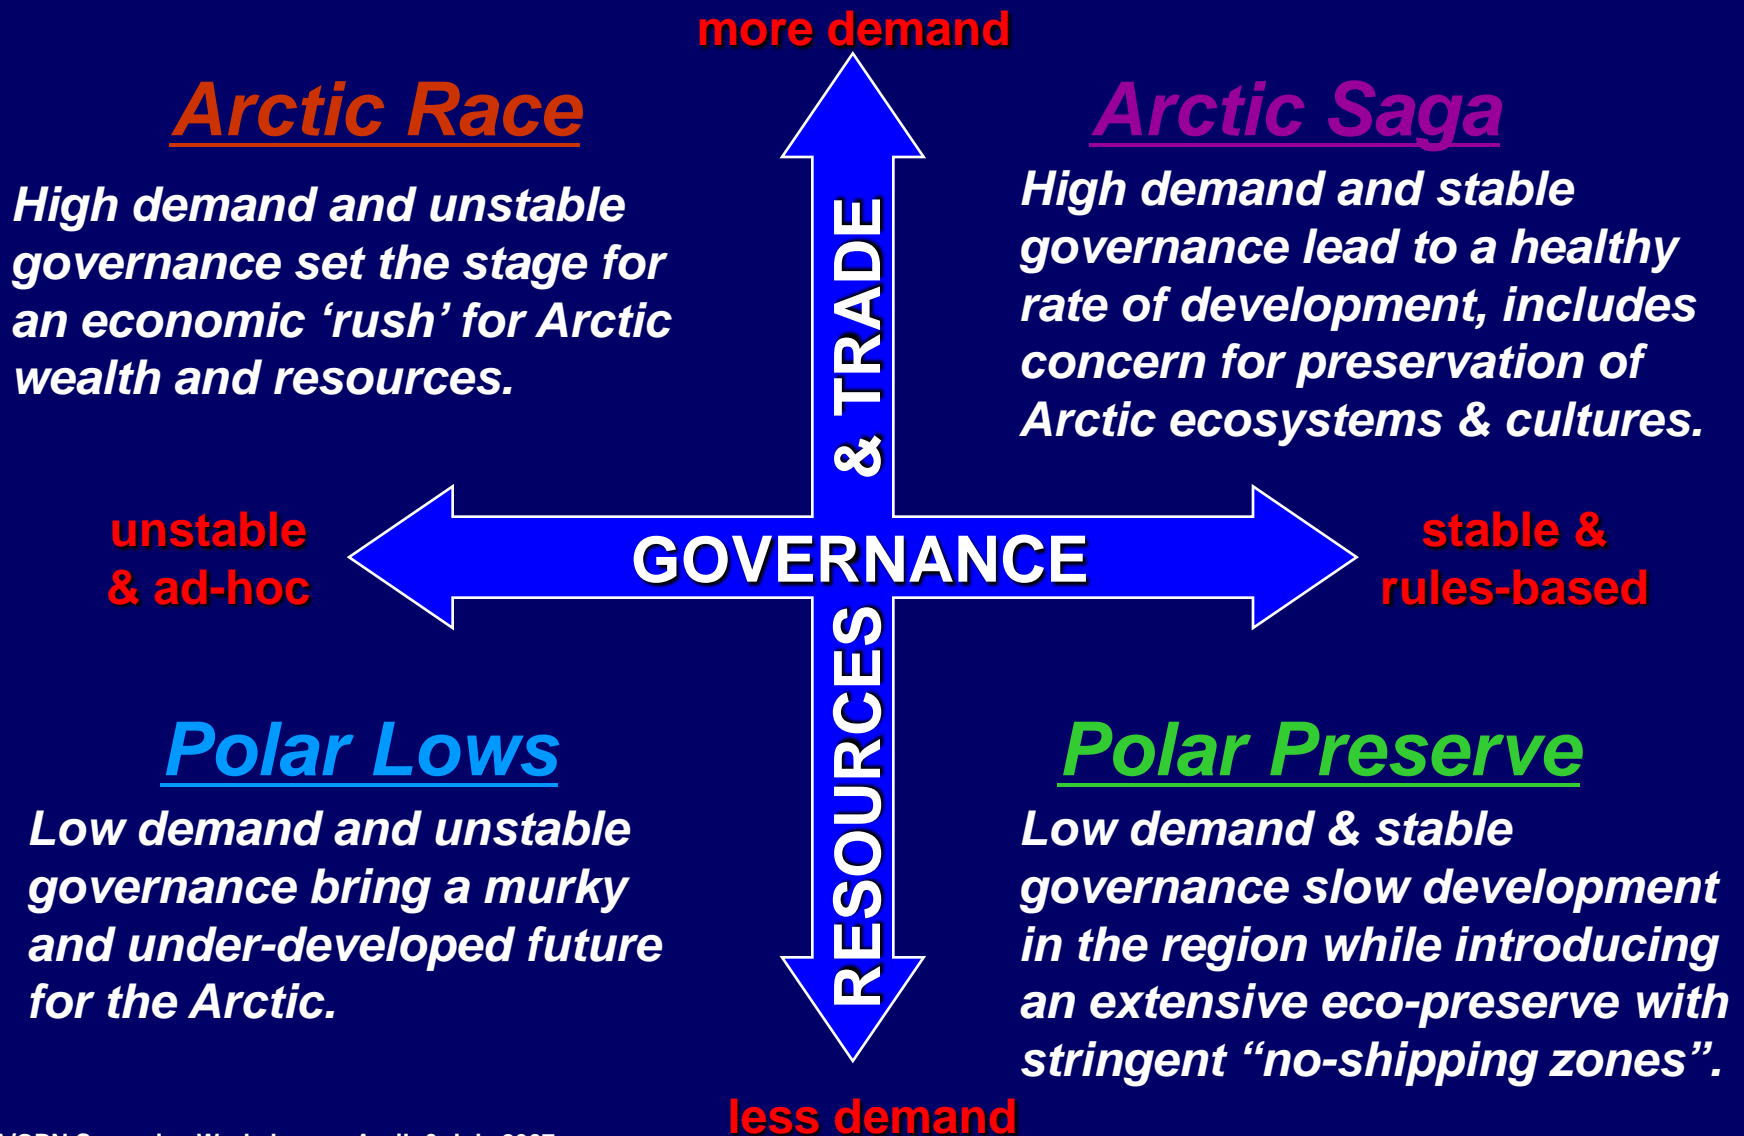 more demand
Arctic Race
High demand and unstable
governance set the stage for
an economic ‘rush’ for Arctic
wealth and resources.
Arctic Saga
High demand and stable
governance lead to a healthy
rate of development, includes
concern for preservation of
Arctic ecosystems & cultures.
unstable
& ad-hoc
GOVERNANCE
RESOURCES & TRADE
stable &
rules-based
Polar Lows
Low demand and unstable
governance bring a murky
and under-developed future
for the Arctic.
Polar Preserve
Low demand & stable
governance slow development
in the region while introducing
an extensive eco-preserve with
stringent “no-shipping zones”.
less demand